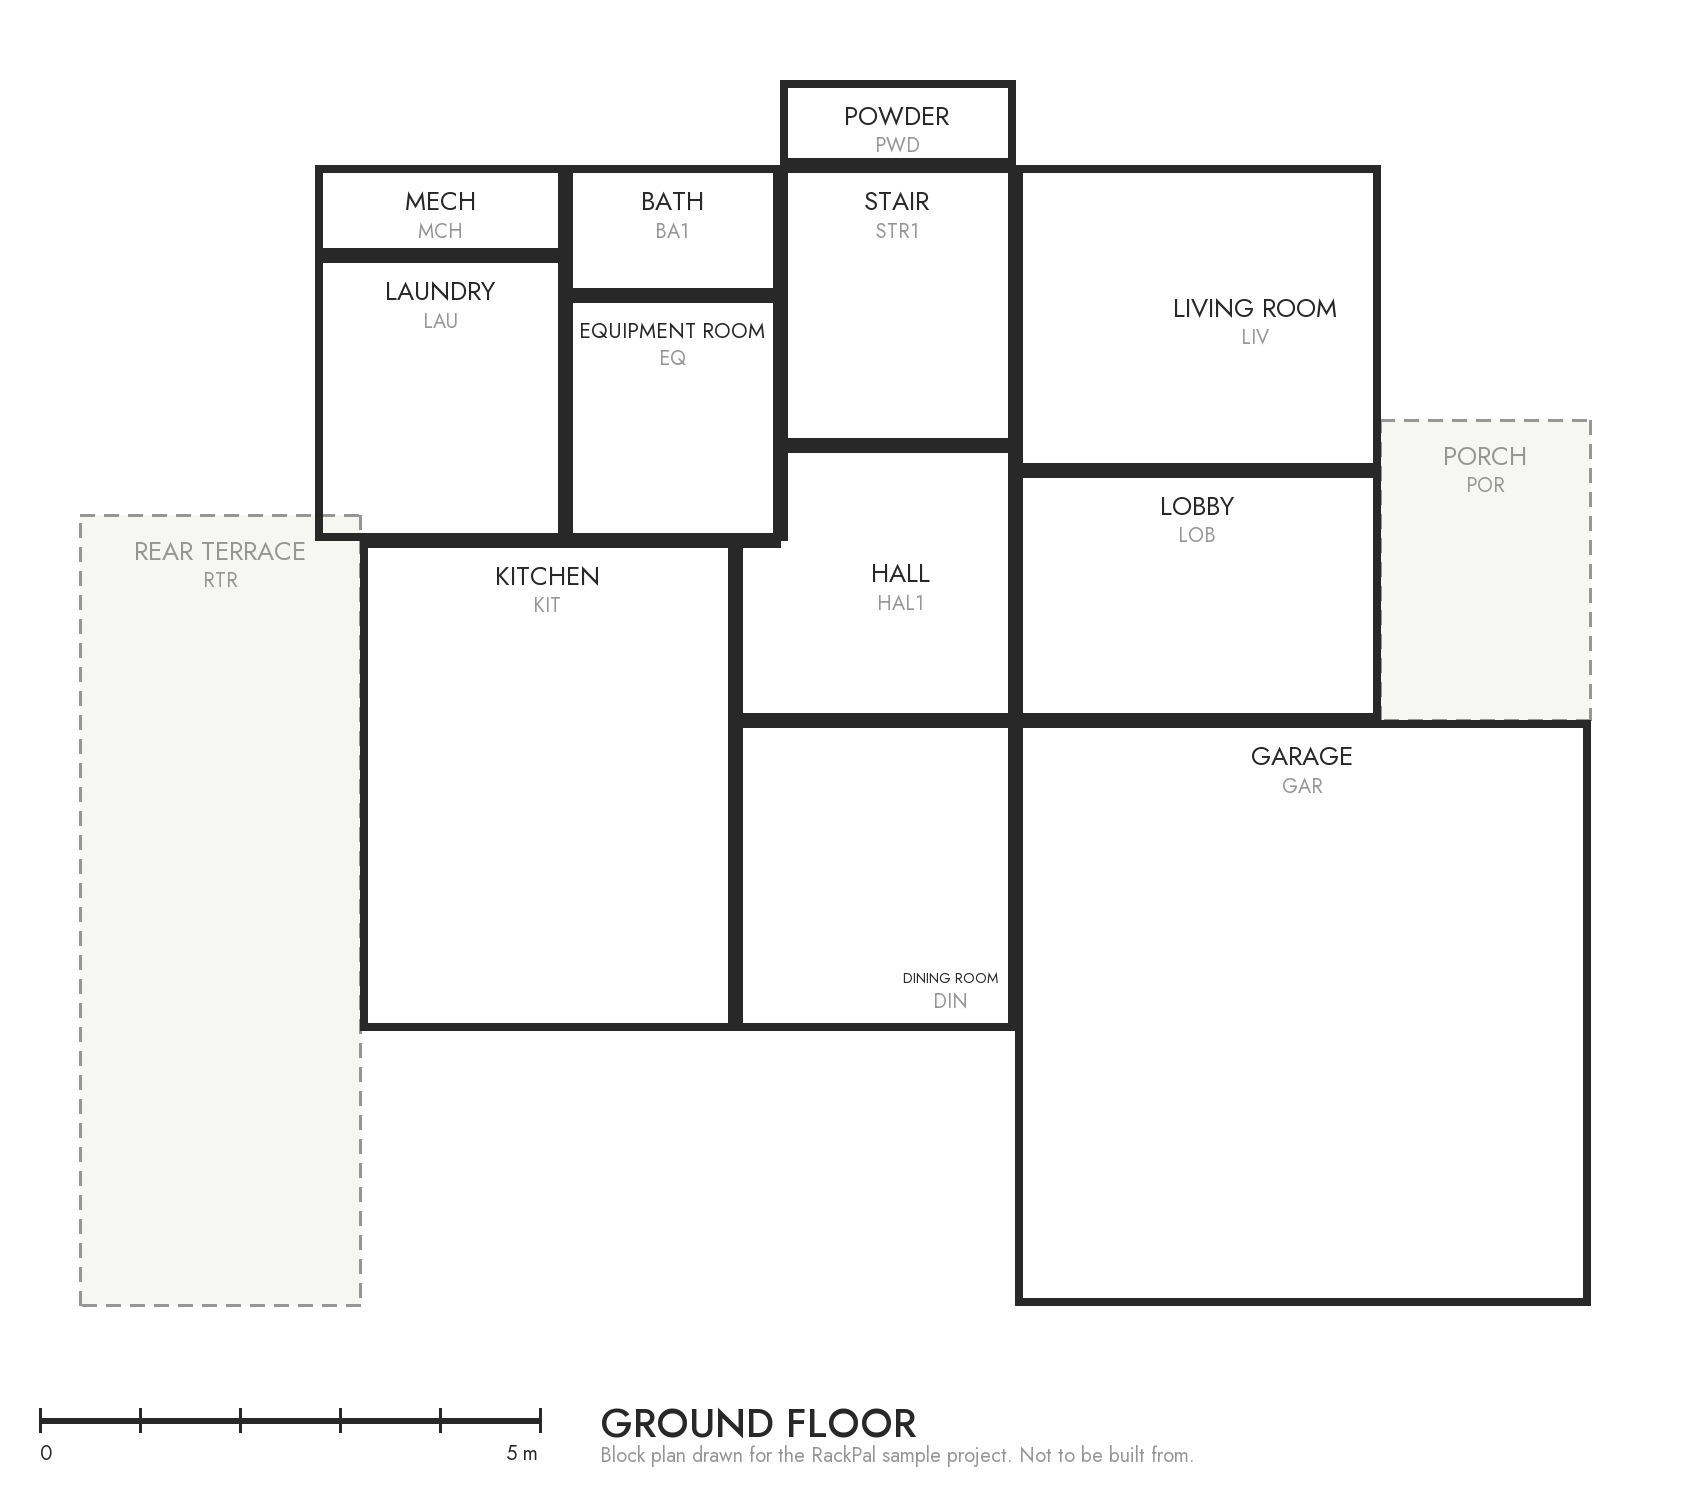 POWDER
PWD
MECH
MCH
BATH
BA1
STAIR
STR1
LAUNDRY
LAU
EQUIPMENT ROOM
EQ
LIVING ROOM
LIV
PORCH
POR
LOBBY
LOB
REAR TERRACE
RTR
KITCHEN
KIT
HALL
HAL1
GARAGE
GAR
DINING ROOM
DIN
0
5 m
GROUND FLOOR
Block plan drawn for the RackPal sample project. Not to be built from.